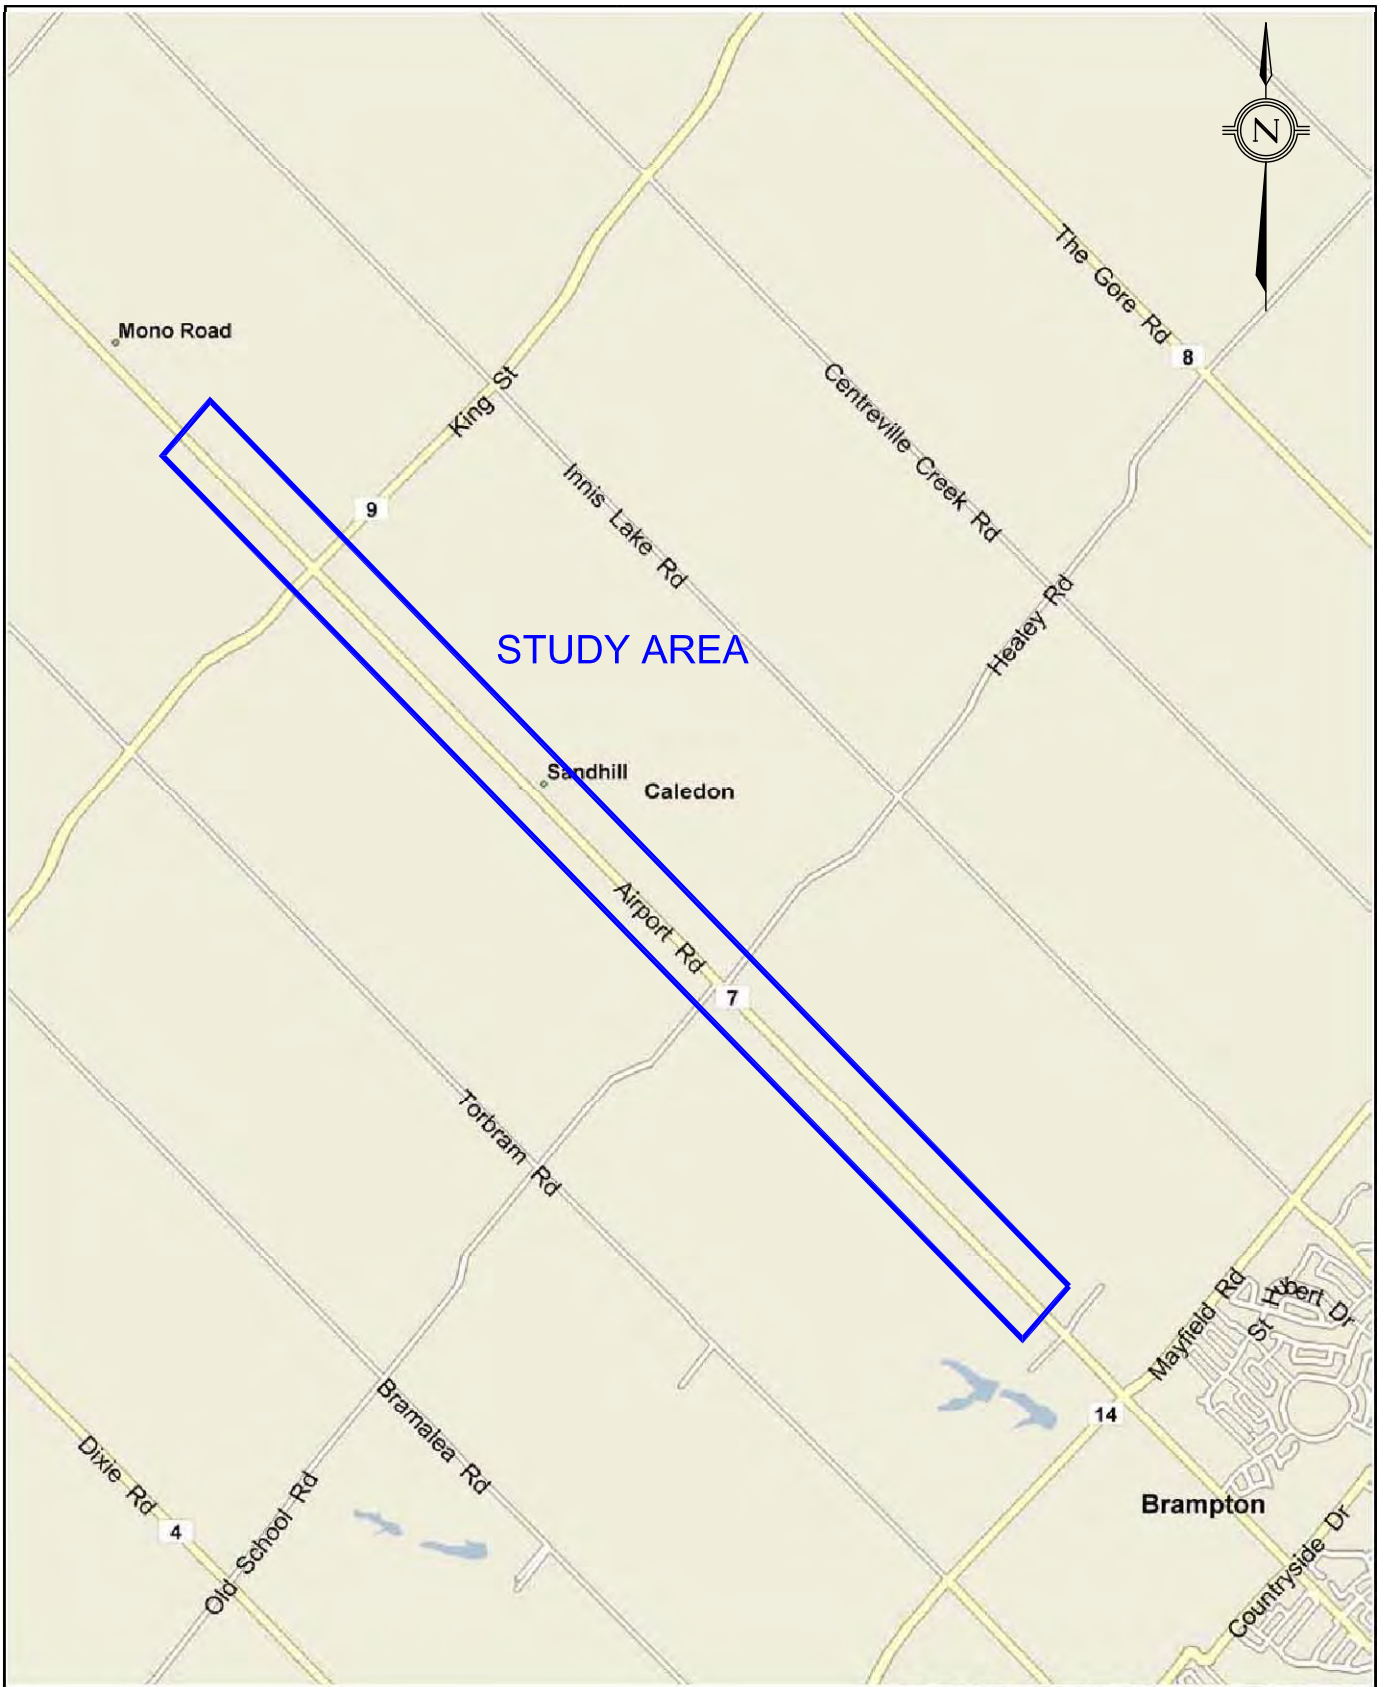 N
The Gore Rd
8
Mono Road
King St
Centreville Creek Rd
9
Innis Lake Rd
Healey Rd
STUDY AREA
Sandhill
Caledon
Airport Rd
7
Torbram Rd
Mayfield Rd
St Hubert Dr
14
Bramalea Rd
Dixie Rd
4
Old School Rd
Brampton
Countryside Dr